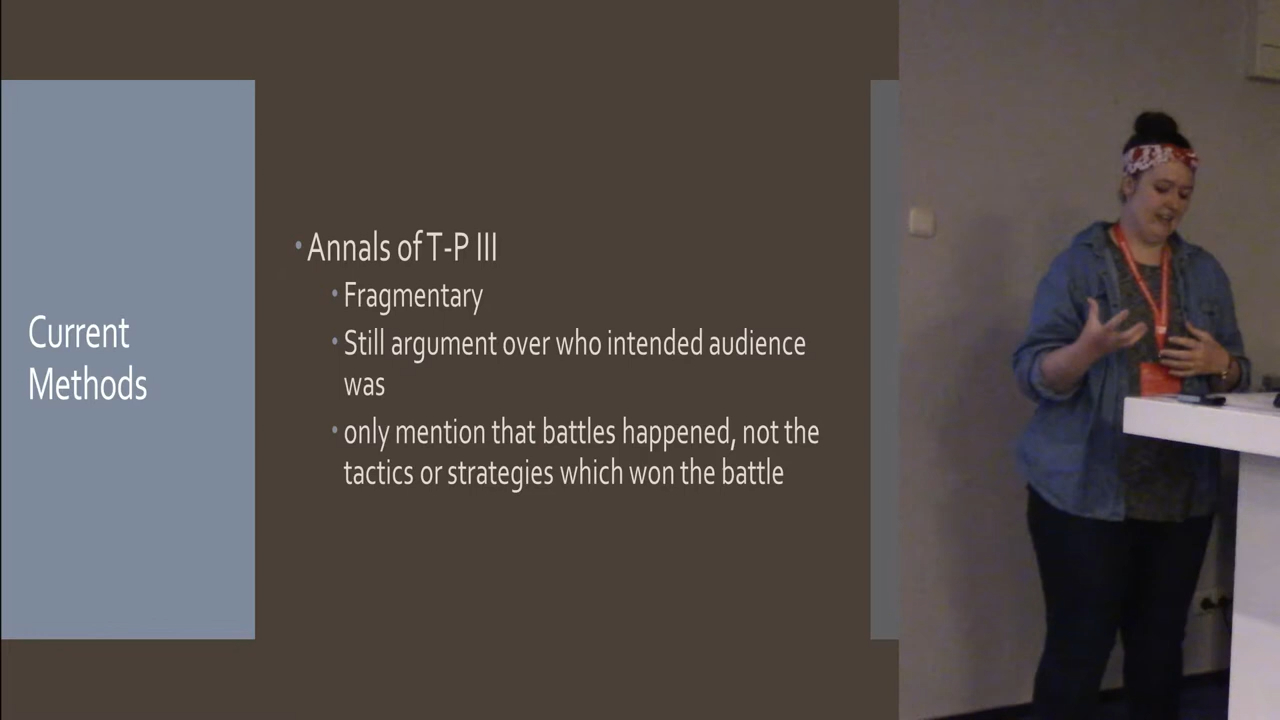 Current
Methods
• Annals of T-P III
• Fragmentary
• Still argument over who intended audience
was
• only mention that battles happened, not the
tactics or strategies which won the battle